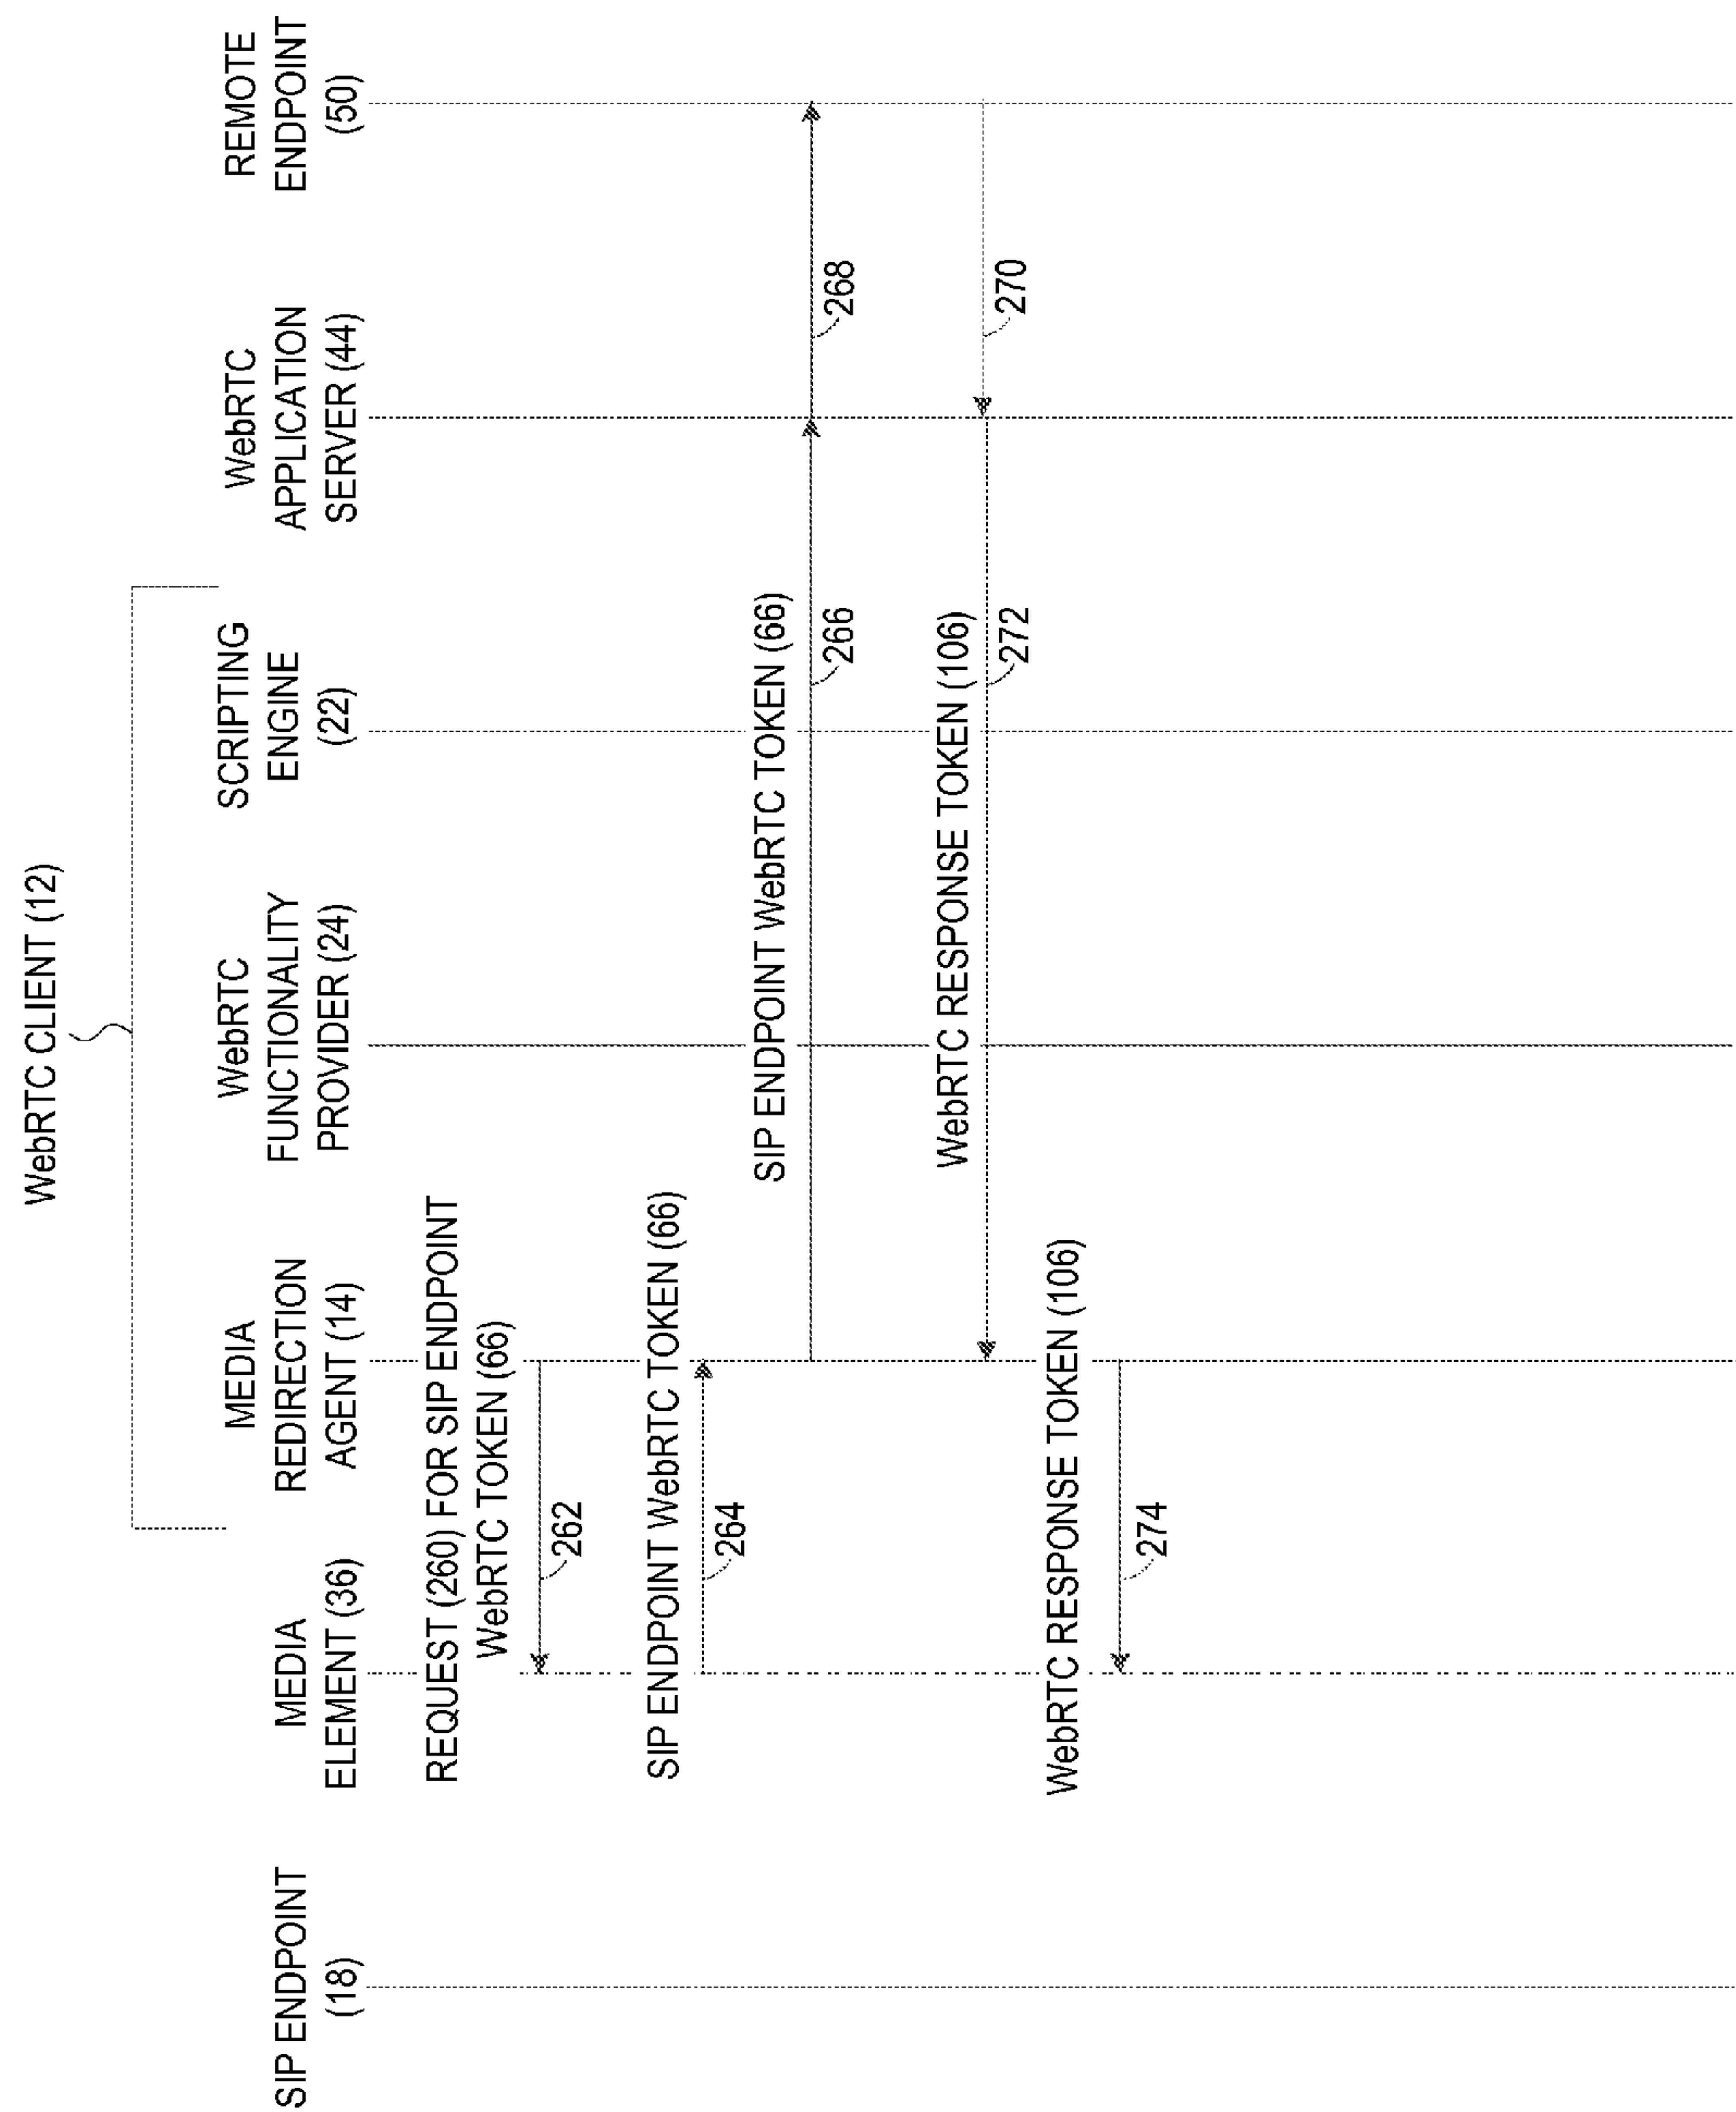 WebRTC CLIENT (12)
SIP ENDPOINT
(18)
MEDIA
ELEMENT (36)
MEDIA
REDIRECTION
AGENT (14)
WebRTC
FUNCTIONALITY
PROVIDER (24)
SCRIPTING
ENGINE
(22)
WebRTC
APPLICATION
SERVER (44)
REMOTE
ENDPOINT
(50)
REQUEST (260) FOR SIP ENDPOINT
WebRTC TOKEN (66)
262
SIP ENDPOINT WebRTC TOKEN (66)
264
SIP ENDPOINT WebRTC TOKEN (66)
266
268
WebRTC RESPONSE TOKEN (106)
272
270
WebRTC RESPONSE TOKEN (106)
274